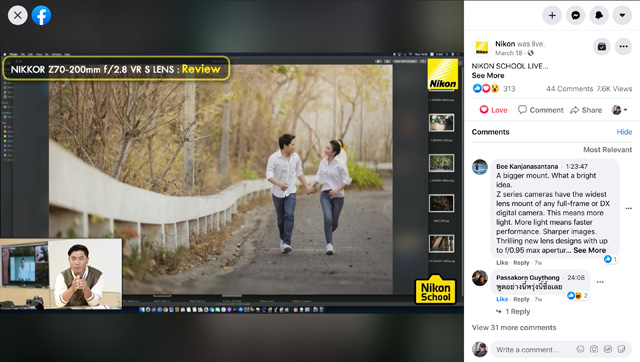 NIKKOR Z70-200mm f/2.8 VR S LENS : Review
Nikon
Nikon
School
Nikon was live.
March 18
NIKON SCHOOL LIVE...
See More
313
44 Comments 7.6K Views
Love
Comment
Share
Comments
Hide
Most Relevant
Bee Kanjanasantana · 1:23:47
A bigger mount. What a bright
idea.
Z series cameras have the widest
lens mount of any full-frame or DX
digital camera. This means more
light. More light means faster
performance. Sharper images.
Thrilling new lens designs with up
to f/0.95 max apertur... See More
1
Like · Reply · 7w
Passakorn Guythong · 24:08
พูดอย่างนี้พรุ่งนี้ซื้อเลย
2
Like · Reply · 7w
1 Reply
View 31 more comments
Write a comment...